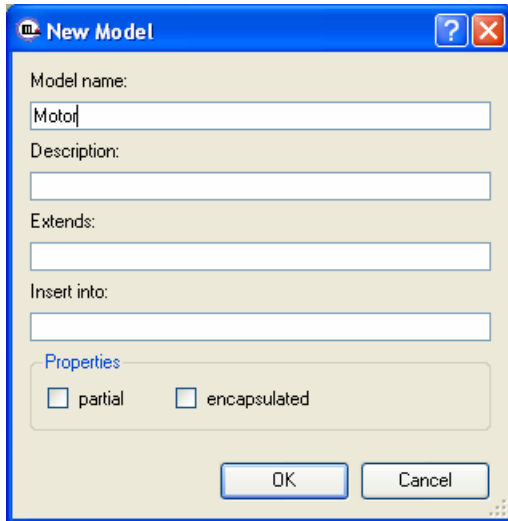 New Model
Model name:
Motor
Description:
Extends:
Insert into:
Properties
partial encapsulated
OK Cancel